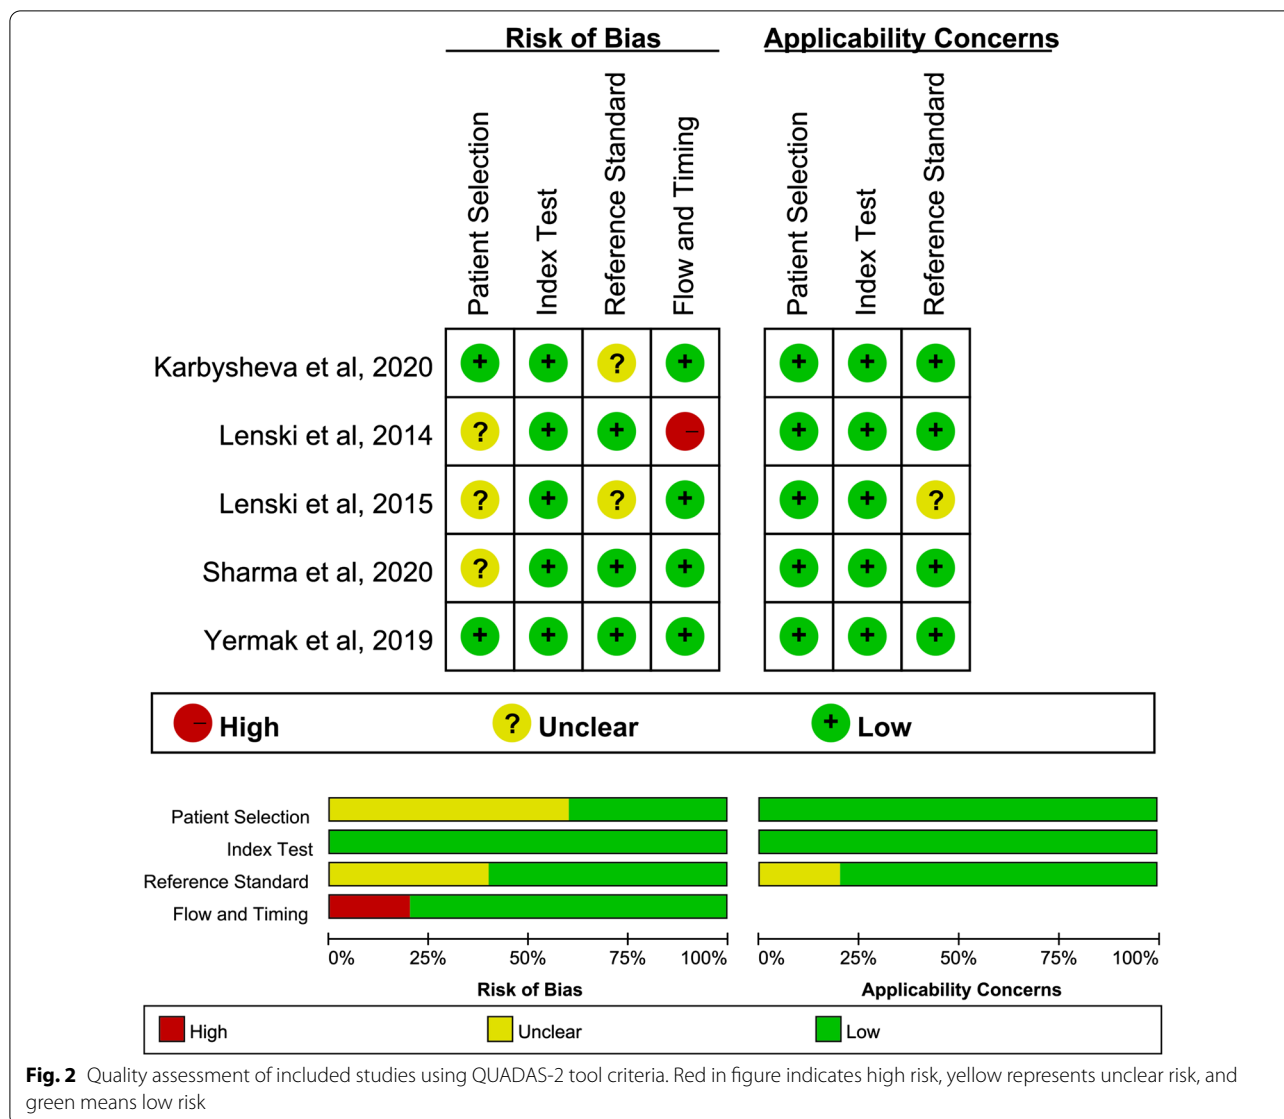 Risk of Bias Applicability Concerns
Patient Selection Index Test Reference Standard Flow and Timing Patient Selection Index Test Reference Standard
Karbysheva et al, 2020 + + ? + + + +
Lenski et al, 2014 ? + + – + + +
Lenski et al, 2015 ? + ? + + + ?
Sharma et al, 2020 ? + + + + + +
Yermak et al, 2019 + + + + + + +
– High ? Unclear + Low
Patient Selection
Index Test
Reference Standard
Flow and Timing
0% 25% 50% 75% 100% 0% 25% 50% 75% 100%
Risk of Bias Applicability Concerns
High Unclear Low
Fig. 2 Quality assessment of included studies using QUADAS-2 tool criteria. Red in figure indicates high risk, yellow represents unclear risk, and
green means low risk